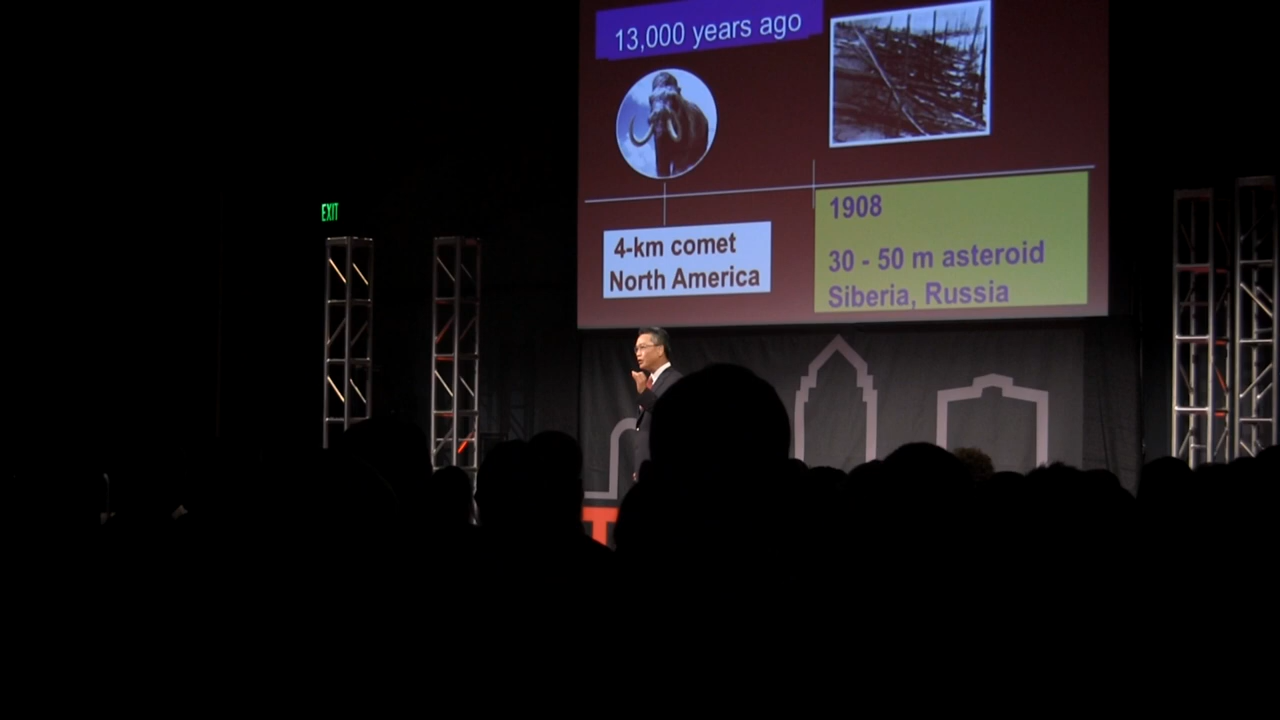 13,000 years ago
4-km comet
North America
1908
30 - 50 m asteroid
Siberia, Russia
EXIT
T